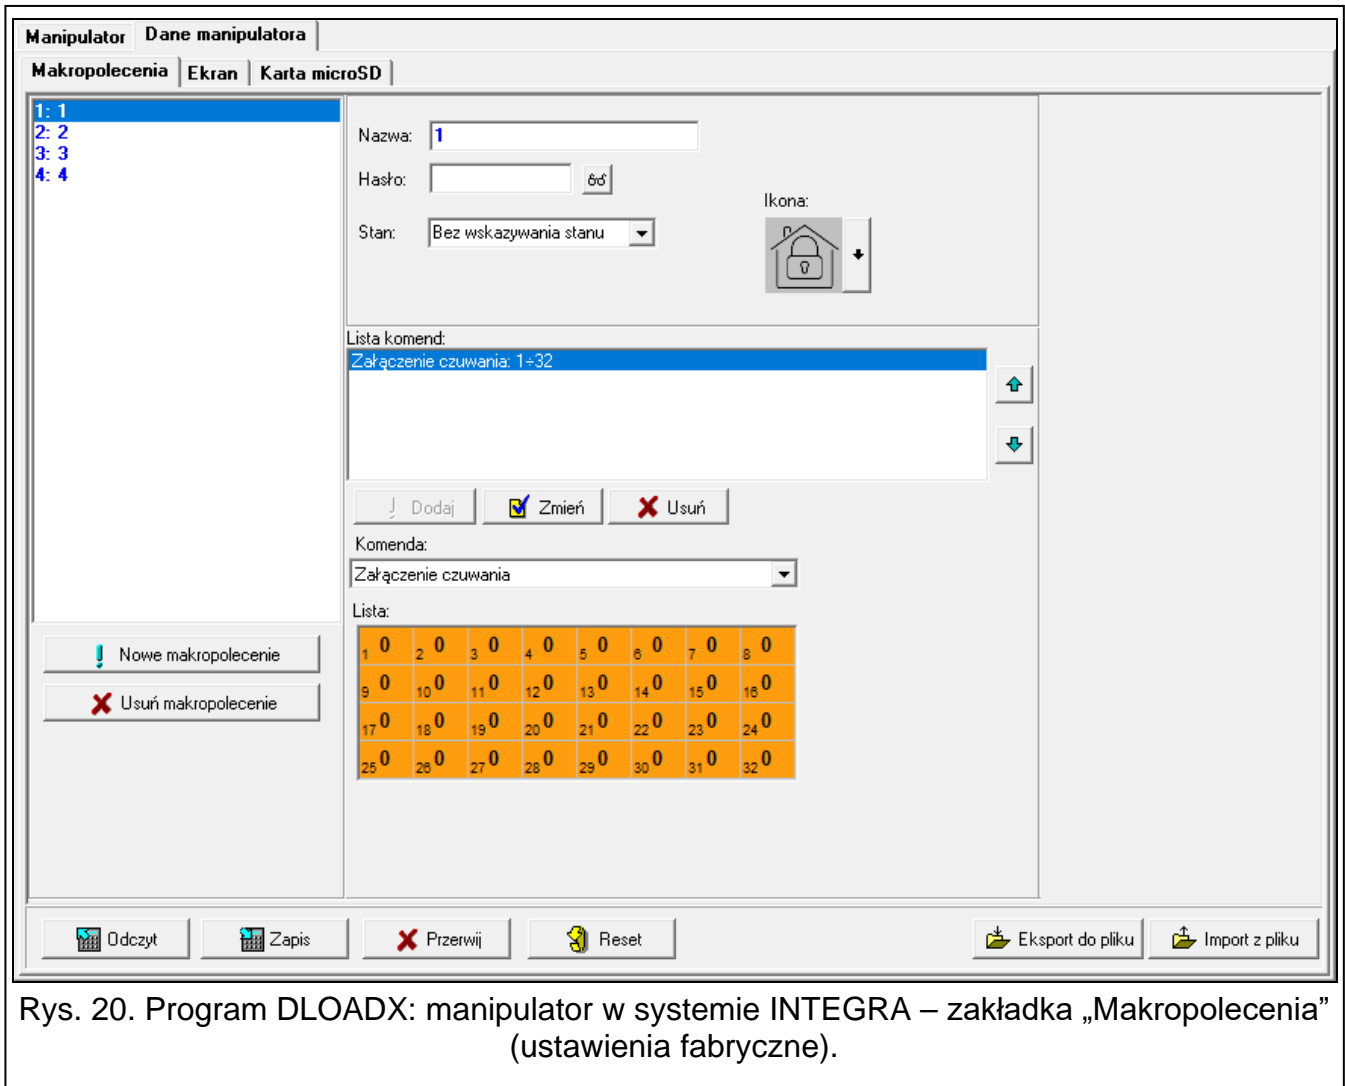 Manipulator Dane manipulatora
Makropolecenia Ekran Karta microSD
1: 1
2: 2
3: 3
4: 4
Nazwa: 1
Hasło:
Stan: Bez wskazywania stanu
Ikona:
Lista komend:
Załączenie czuwania: 1÷32
Dodaj Zmień Usuń
Komenda:
Załączenie czuwania
Lista:
1 0 2 0 3 0 4 0 5 0 6 0 7 0 8 0
9 0 10 0 11 0 12 0 13 0 14 0 15 0 16 0
17 0 18 0 19 0 20 0 21 0 22 0 23 0 24 0
25 0 26 0 27 0 28 0 29 0 30 0 31 0 32 0
Nowe makropolecenie
Usuń makropolecenie
Odczyt Zapis Przerwij Reset Eksport do pliku Import z pliku
Rys. 20. Program DLOADX: manipulator w systemie INTEGRA – zakładka „Makropolecenia”
(ustawienia fabryczne).